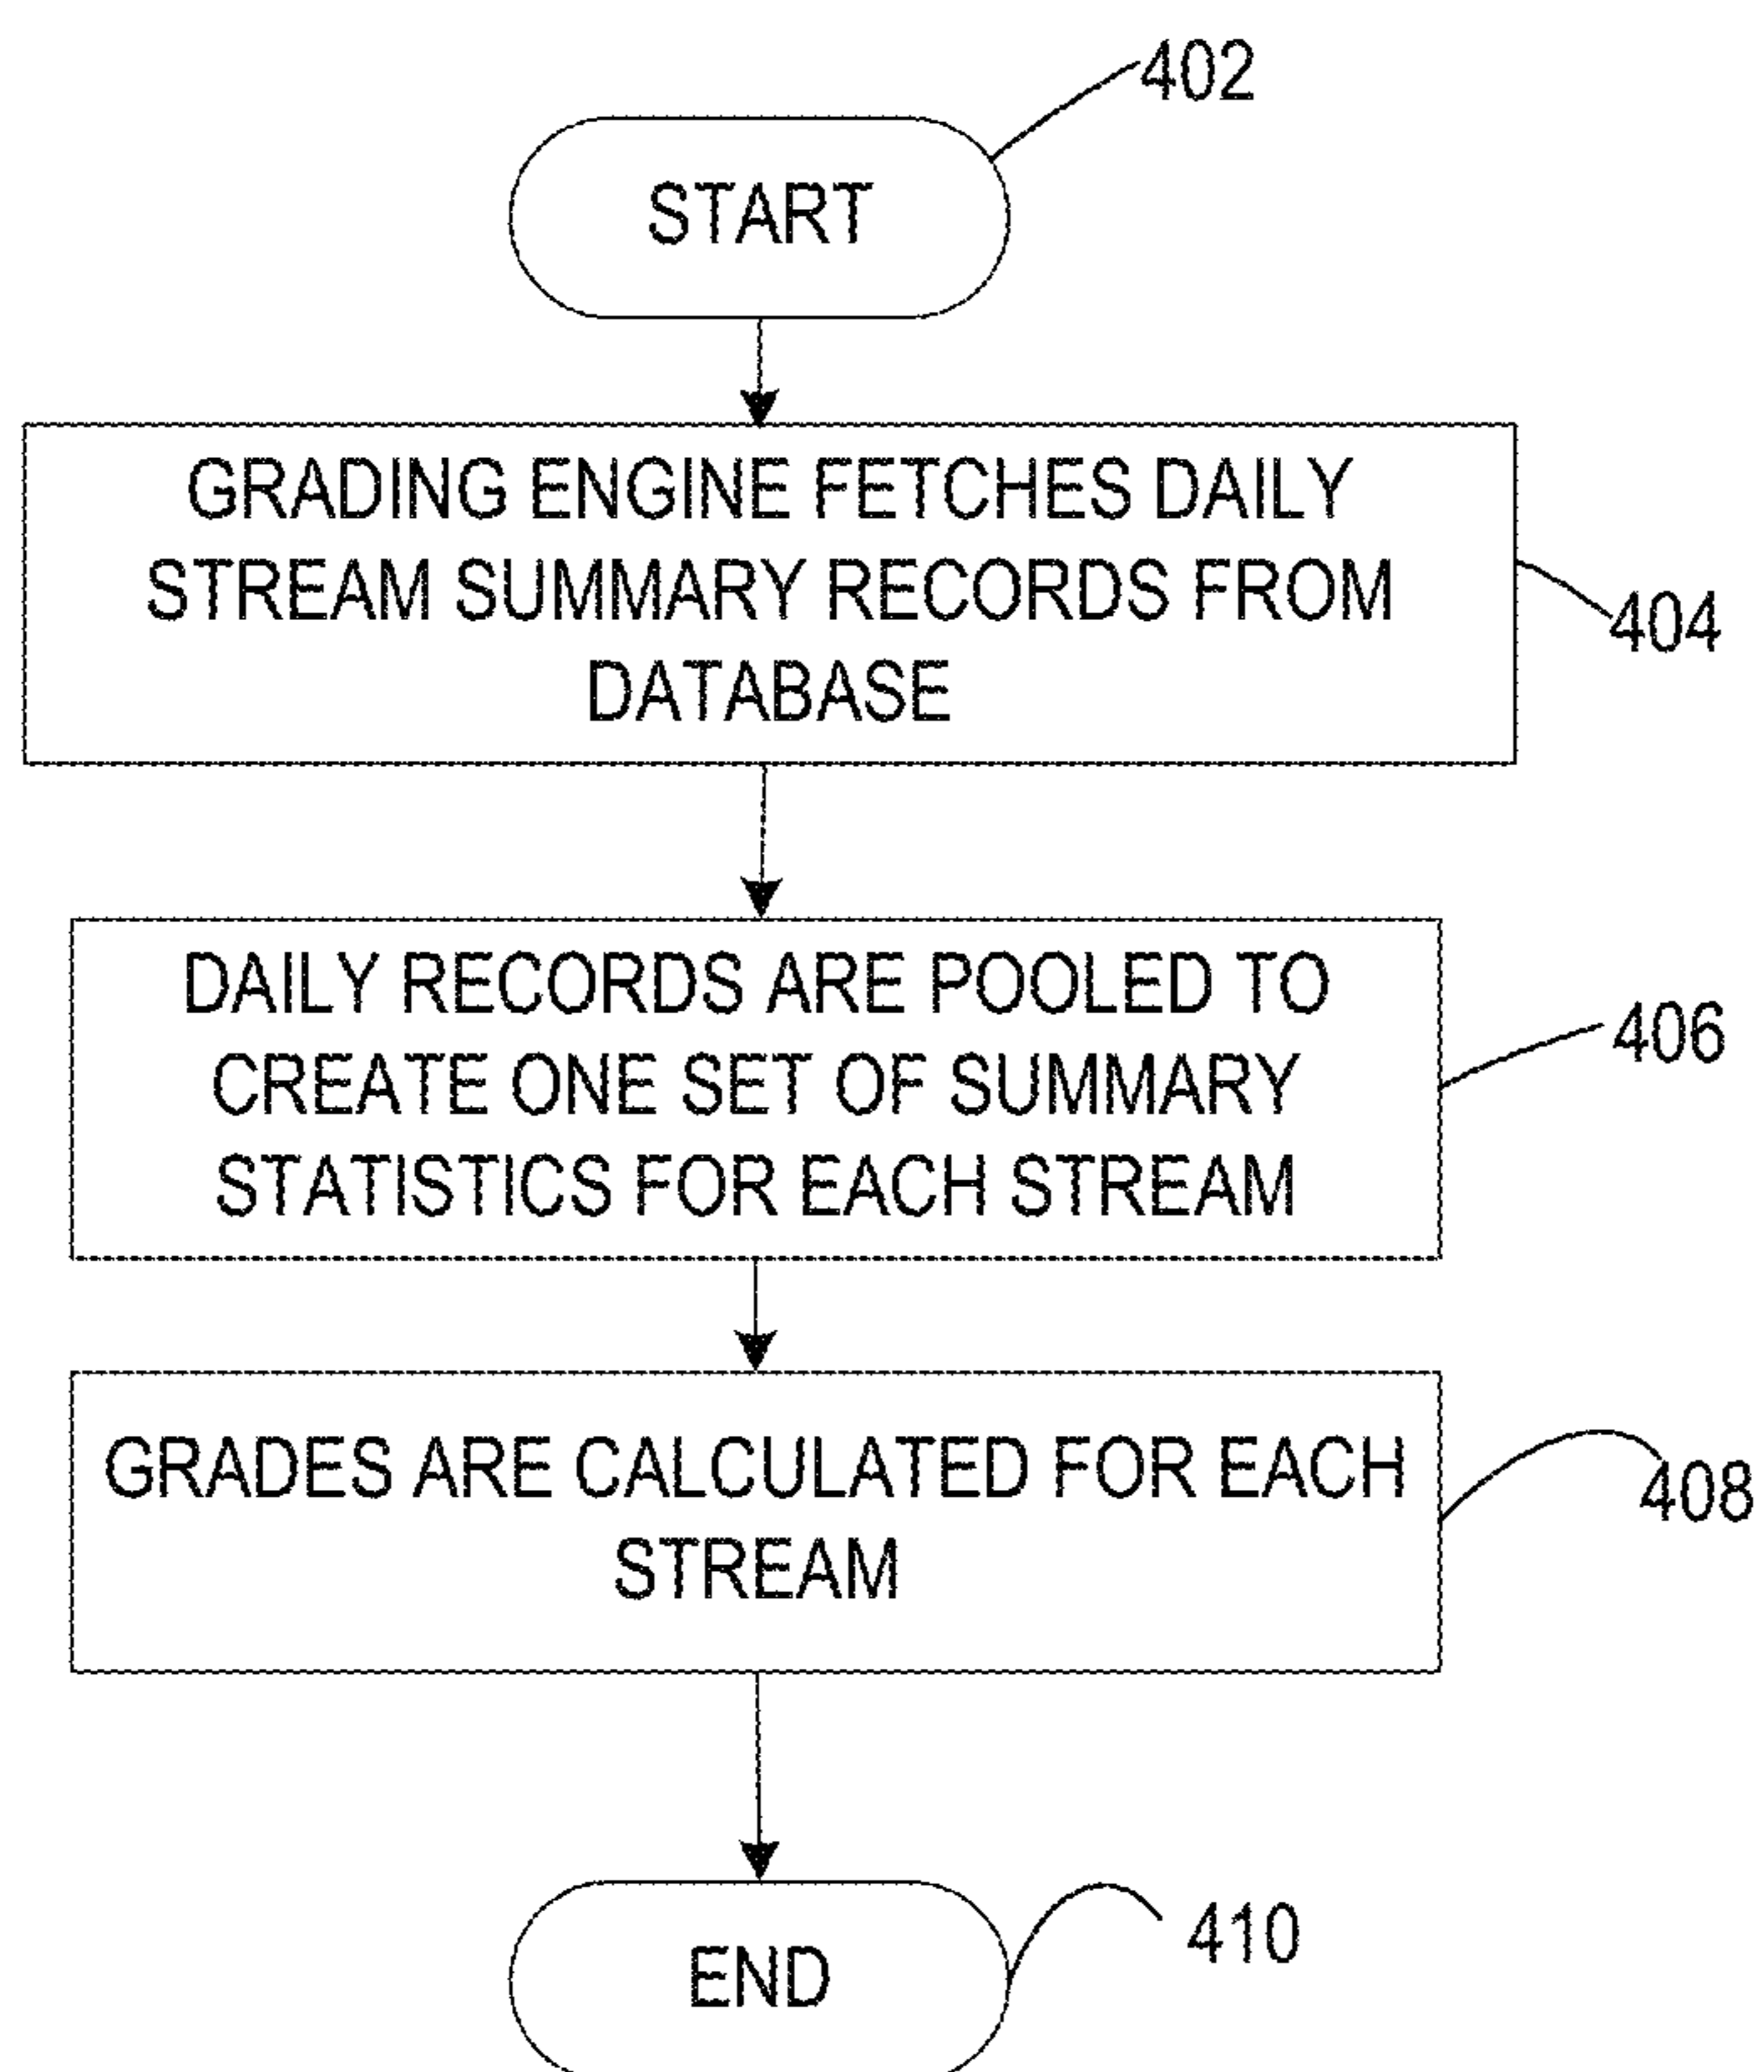 402
START
GRADING ENGINE FETCHES DAILY
STREAM SUMMARY RECORDS FROM
DATABASE
404
DAILY RECORDS ARE POOLED TO
CREATE ONE SET OF SUMMARY
STATISTICS FOR EACH STREAM
406
GRADES ARE CALCULATED FOR EACH
STREAM
408
END
410